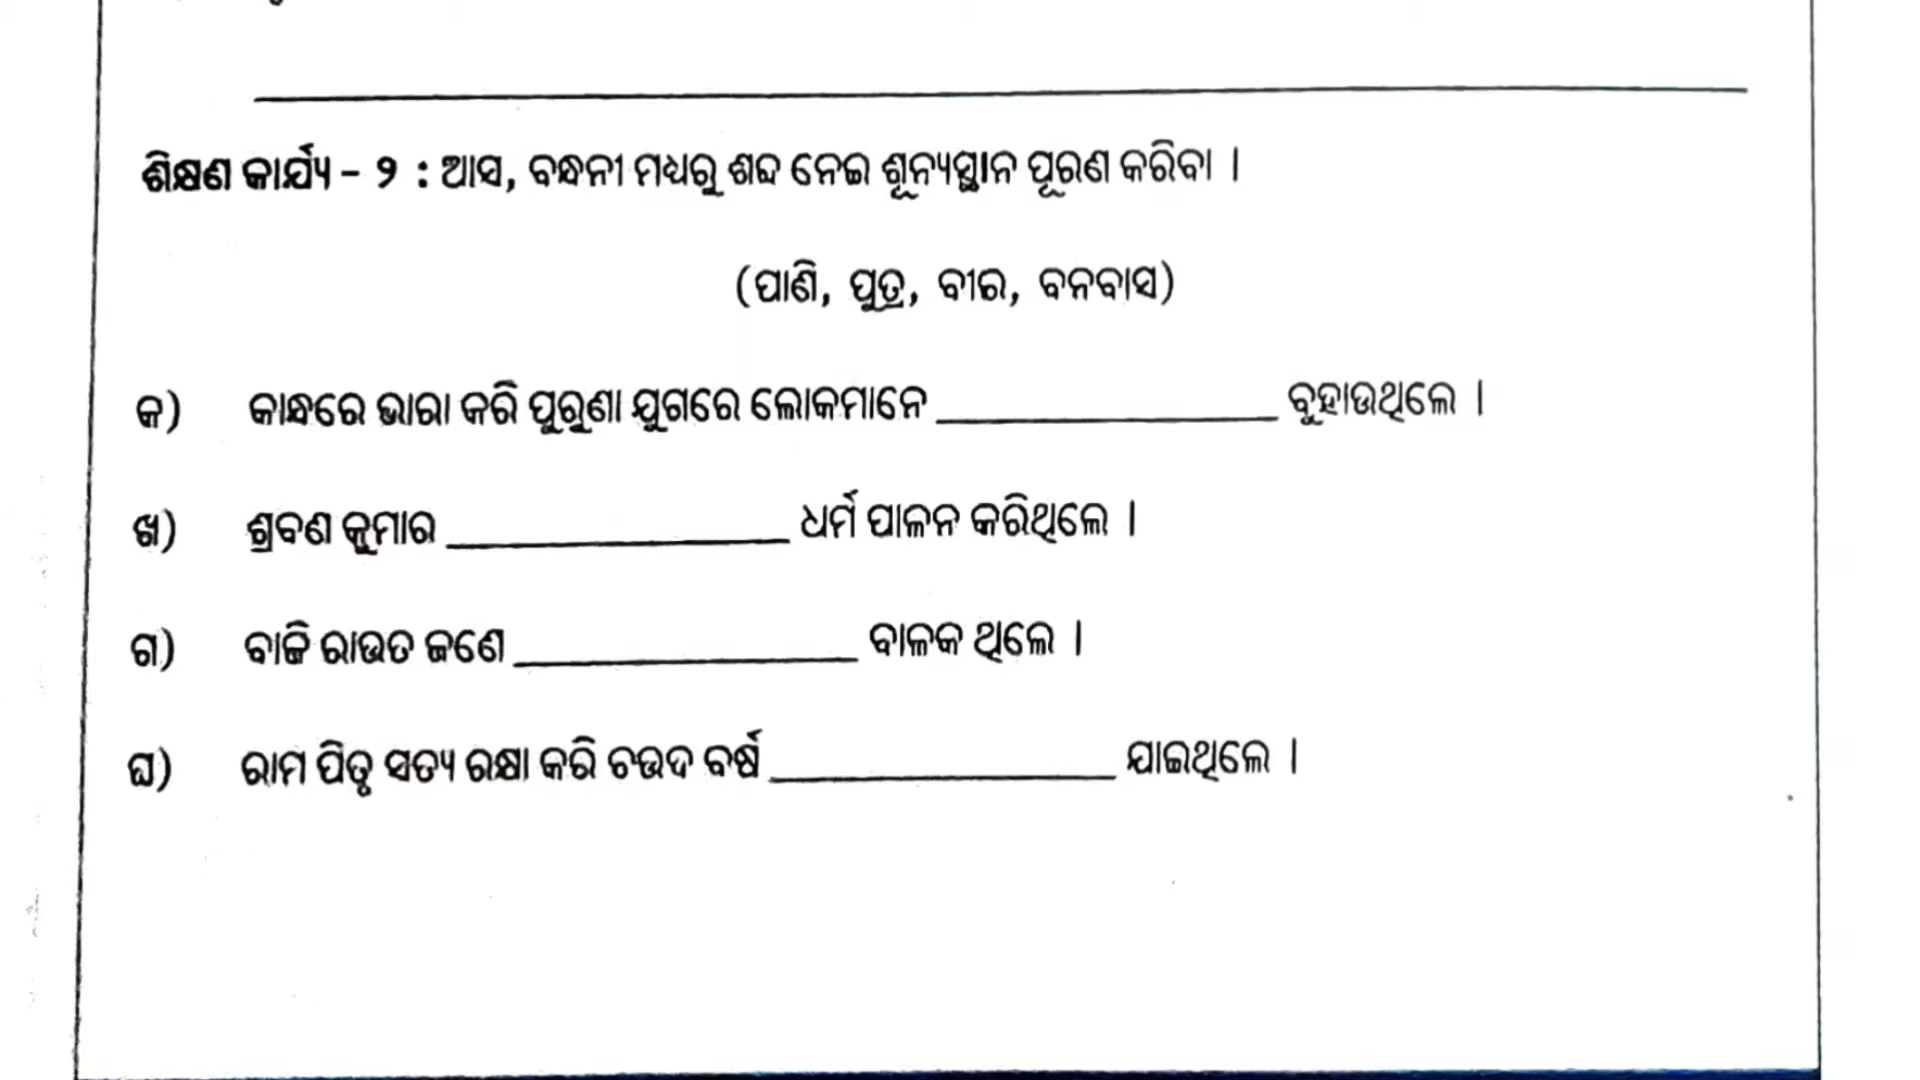 ଶିକ୍ଷଣ କାର୍ଯ୍ୟ - ୨ : ଆସ, ବନ୍ଧନୀ ମଧ୍ୟରୁ ଶବ୍ଦ ନେଇ ଶୂନ୍ୟସ୍ଥାନ ପୂରଣ କରିବା ।
(ପାଣି, ପୁତ୍ର, ବୀର, ବନବାସ)
କ) କାନ୍ଧରେ ଭାରା କରି ପୁରୁଣା ଯୁଗରେ ଲୋକମାନେ ____________ ବୁହାଉଥିଲେ ।
ଖ) ଶ୍ରବଣ କୁମାର ____________ ଧର୍ମ ପାଳନ କରିଥିଲେ ।
ଗ) ବାଜି ରାଉତ ଜଣେ ____________ ବାଳକ ଥିଲେ ।
ଘ) ରାମ ପିତୃ ସତ୍ୟ ରକ୍ଷା କରି ଚଉଦ ବର୍ଷ ____________ ଯାଇଥିଲେ ।